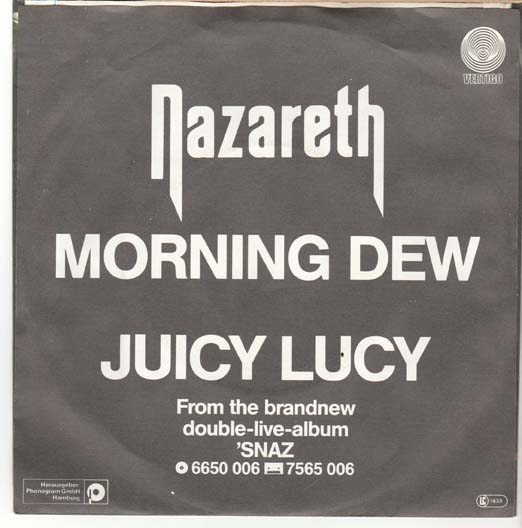 VERTIGO
Nazareth
MORNING DEW
JUICY LUCY
From the brandnew
double-live-album
'SNAZ
6650 006 7565 006
Herausgeber
Phonogram GmbH
Hamburg